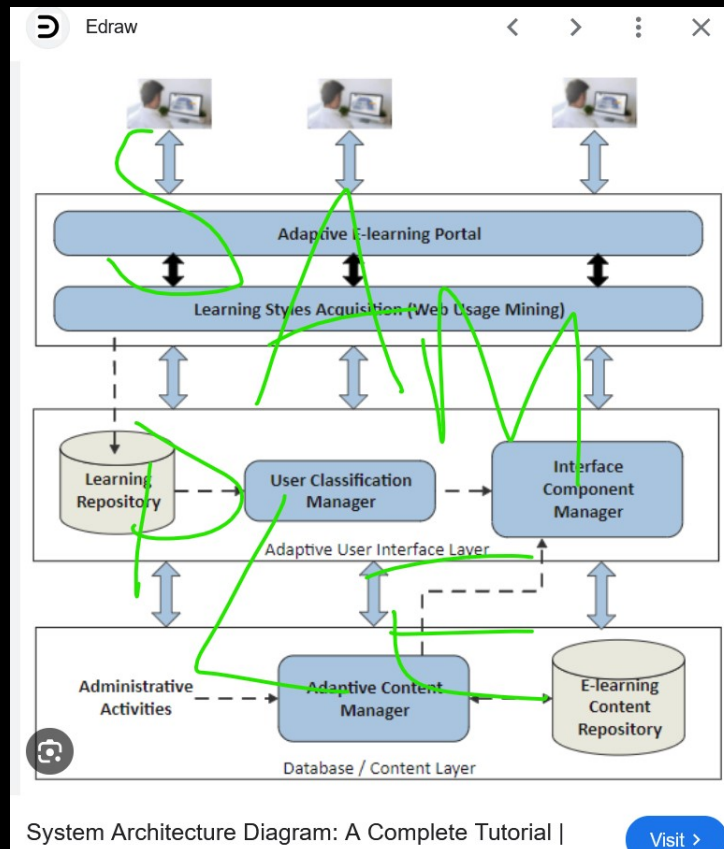 Edraw
Adaptive E-learning Portal
Learning Styles Acquisition (Web Usage Mining)
Learning
Repository
User Classification
Manager
Interface
Component
Manager
Adaptive User Interface Layer
Administrative
Activities
Adaptive Content
Manager
E-learning
Content
Repository
Database / Content Layer
SAMPLE
System Architecture Diagram: A Complete Tutorial |
Visit >